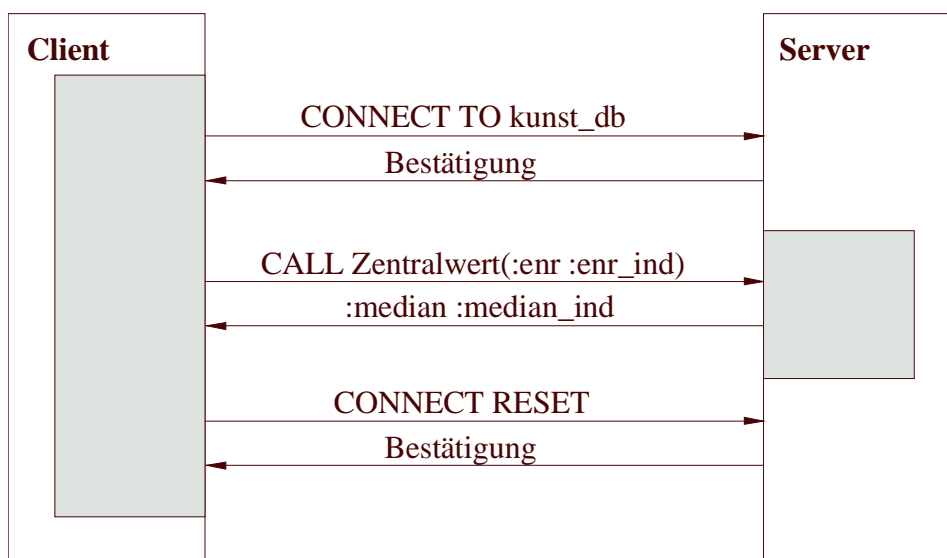 Client
Server
CONNECT TO kunst_db
Bestätigung
CALL Zentralwert(:enr :enr_ind)
:median :median_ind
CONNECT RESET
Bestätigung